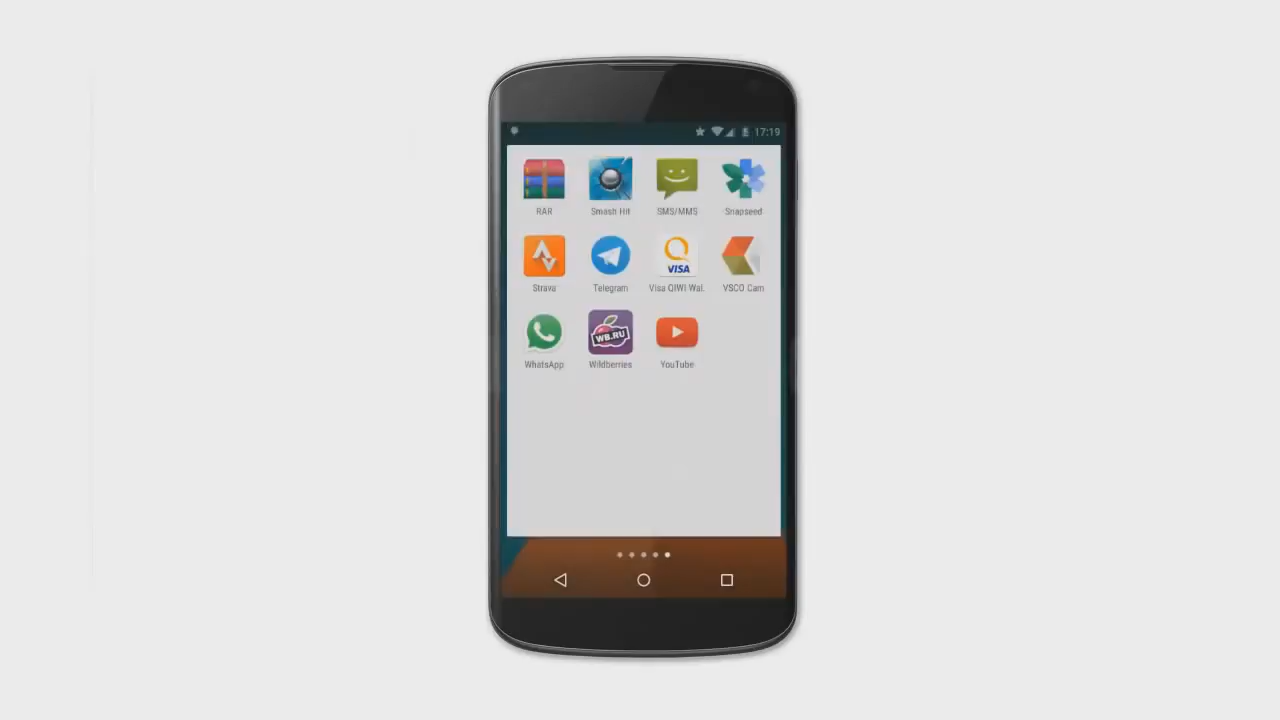 17:19
RAR
Smash Hit
SMS/MMS
Snapseed
Strava
Telegram
VISA
Visa QIWI Wal.
VSCO Cam
WB.RU
WhatsApp
Wildberries
YouTube